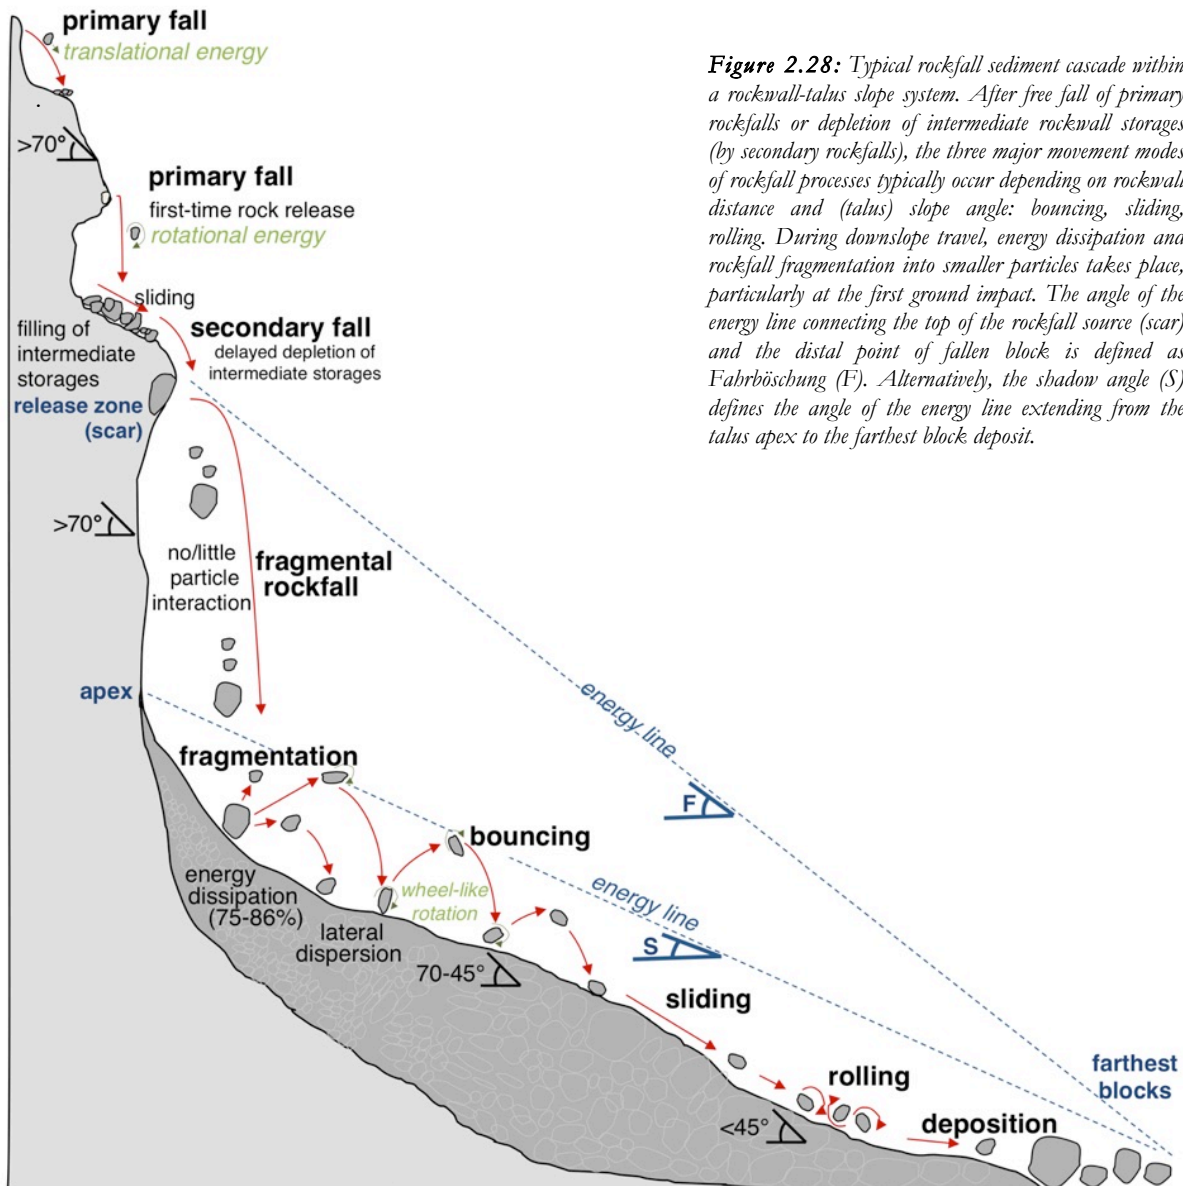 primary fall
translational energy
Figure 2.28: Typical rockfall sediment cascade within
a rockwall-talus slope system. After free fall of primary
rockfalls or depletion of intermediate rockwall storages
(by secondary rockfalls), the three major movement modes
of rockfall processes typically occur depending on rockwall
distance and (talus) slope angle: bouncing, sliding,
rolling. During downslope travel, energy dissipation and
rockfall fragmentation into smaller particles takes place,
particularly at the first ground impact. The angle of the
energy line connecting the top of the rockfall source (scar)
and the distal point of fallen block is defined as
Fahrböschung (F). Alternatively, the shadow angle (S)
defines the angle of the energy line extending from the
talus apex to the farthest block deposit.
>70°
primary fall
first-time rock release
rotational energy
sliding
filling of
intermediate
storages
release zone
(scar)
secondary fall
delayed depletion of
intermediate storages
>70°
no/little
particle
interaction
fragmental
rockfall
apex
energy line
F
fragmentation
bouncing
energy
dissipation
(75-86%)
wheel-like
rotation
energy line
S
lateral
dispersion
70-45°
sliding
rolling
farthest
blocks
<45°
deposition